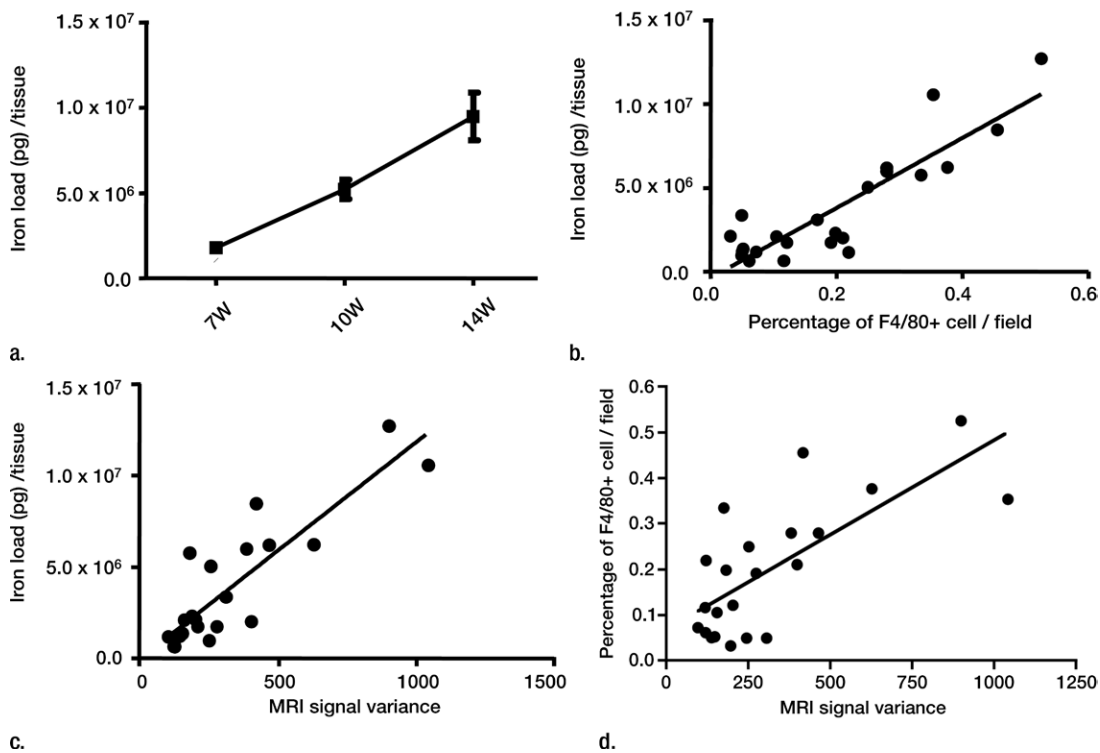 1.5 x 10⁷
1.0 x 10⁷
5.0 x 10⁶
0.0
Iron load (pg) /tissue
7W
10W
14W
a.
1.5 x 10⁷
1.0 x 10⁷
5.0 x 10⁶
0.0
Iron load (pg) /tissue
0.0 0.2 0.4 0.6
Percentage of F4/80+ cell / field
b.
1.5 x 10⁷
1.0 x 10⁷
5.0 x 10⁶
0.0
Iron load (pg) /tissue
0 500 1000 1500
MRI signal variance
c.
0.6
0.5
0.4
0.3
0.2
0.1
0.0
Percentage of F4/80+ cell / field
0 250 500 750 1000 1250
MRI signal variance
d.